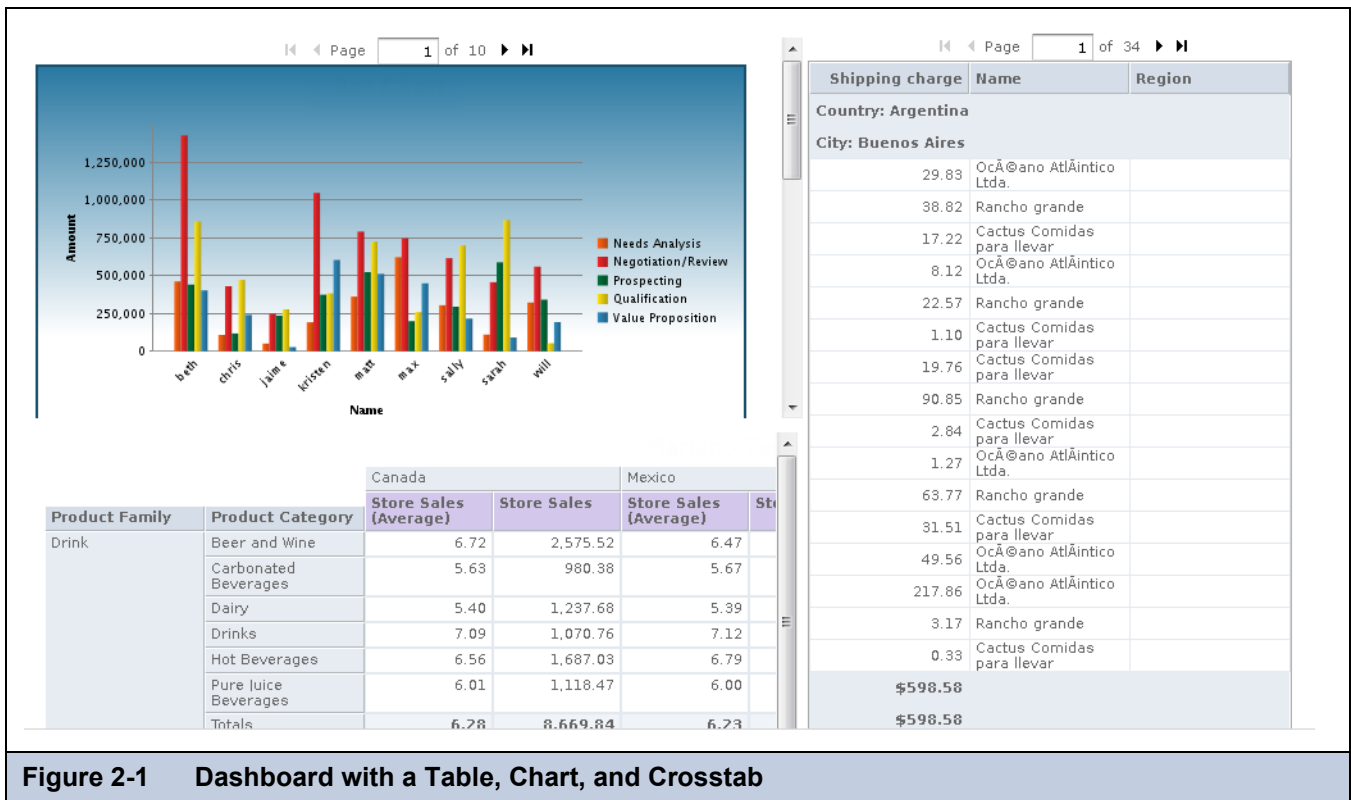 Page 1 of 10
1,250,000
1,000,000
750,000
500,000
250,000
0
Amount
beth
chris
jaime
kristen
matt
max
sally
sarah
will
Name
Needs Analysis
Negotiation/Review
Prospecting
Qualification
Value Proposition
Canada Mexico
Product Family Product Category Store Sales (Average) Store Sales Store Sales (Average)
Drink Beer and Wine 6.72 2,575.52 6.47
Carbonated Beverages 5.63 980.38 5.67
Dairy 5.40 1,237.68 5.39
Drinks 7.09 1,070.76 7.12
Hot Beverages 6.56 1,687.03 6.79
Pure Juice Beverages 6.01 1,118.47 6.00
Totals 6.28 8,669.84 6.23
Page 1 of 34
Shipping charge Name Region
Country: Argentina
City: Buenos Aires
29.83 OcÃ©ano AtlÃintico Ltda.
38.82 Rancho grande
17.22 Cactus Comidas para llevar
8.12 OcÃ©ano AtlÃintico Ltda.
22.57 Rancho grande
1.10 Cactus Comidas para llevar
19.76 Cactus Comidas para llevar
90.85 Rancho grande
2.84 Cactus Comidas para llevar
1.27 OcÃ©ano AtlÃintico Ltda.
63.77 Rancho grande
31.51 Cactus Comidas para llevar
49.56 OcÃ©ano AtlÃintico Ltda.
217.86 OcÃ©ano AtlÃintico Ltda.
3.17 Rancho grande
0.33 Cactus Comidas para llevar
$598.58
$598.58
Figure 2-1 Dashboard with a Table, Chart, and Crosstab